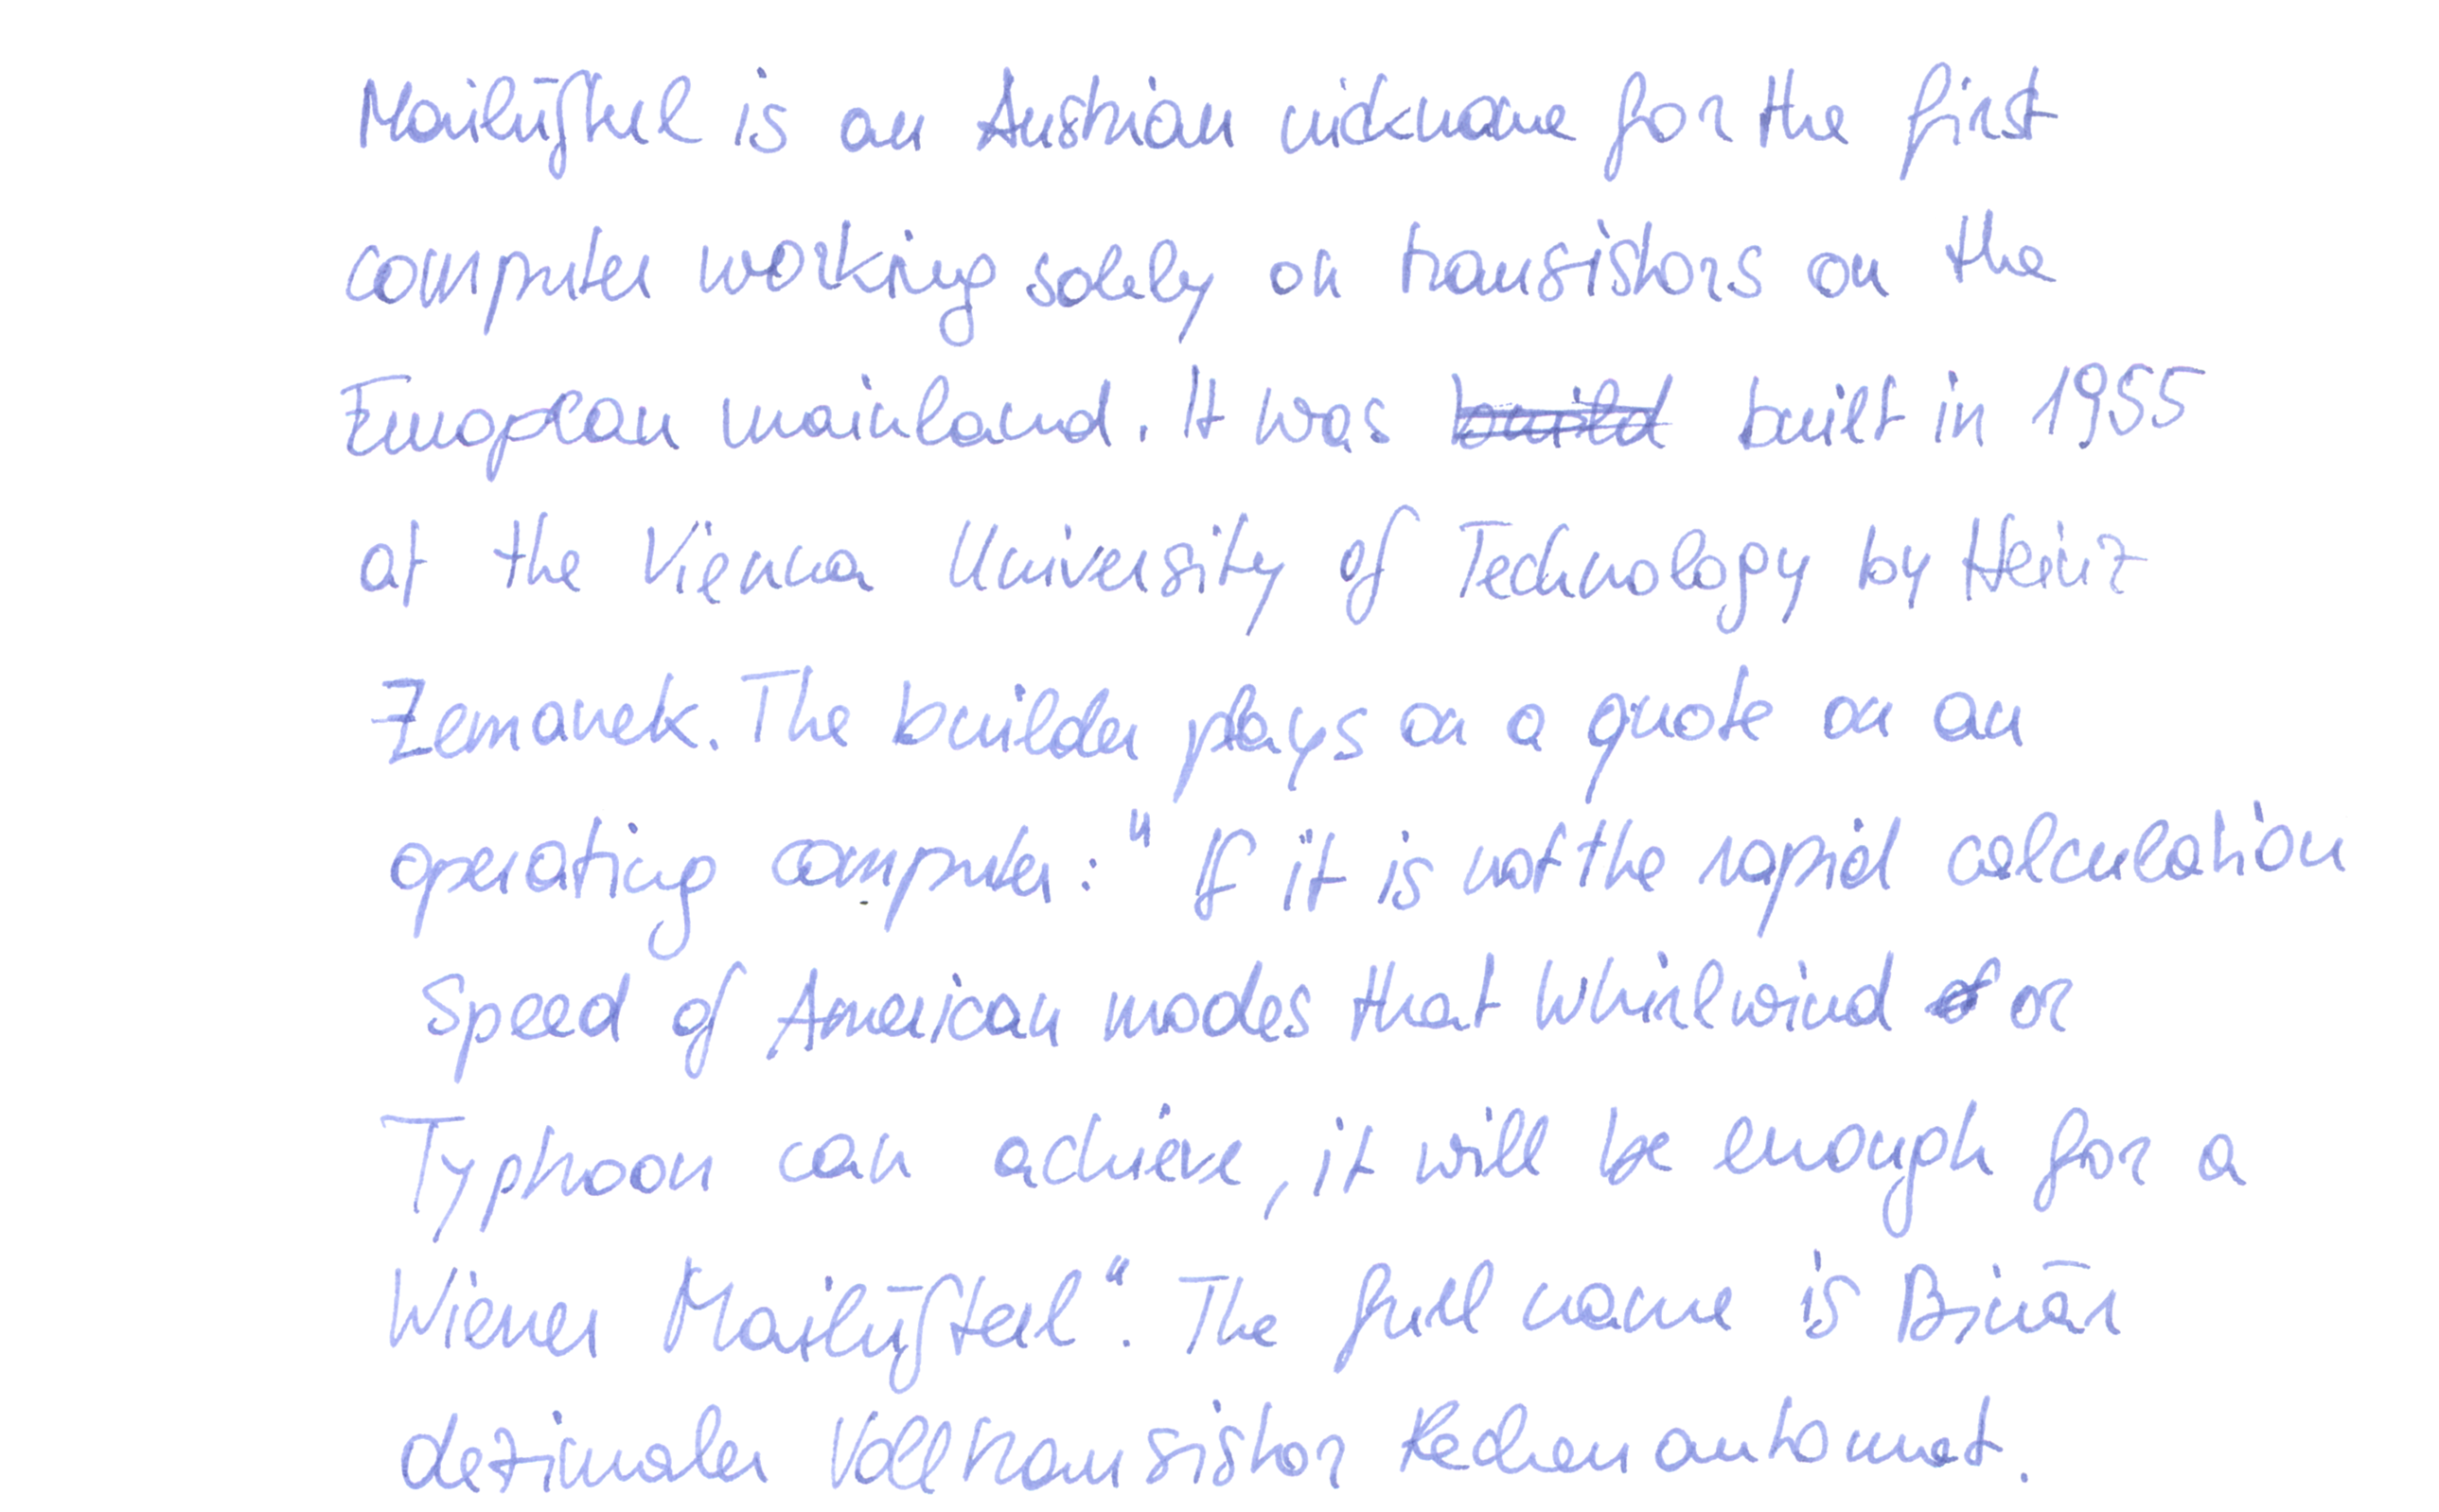 Mailüfterl is an Austrian nickname for the first
computer working solely on transistors on the
European mainland. It was build built in 1955
at the Vienna University of Technology by Heinz
Zemanek. The builder plays on a quote on an
operating computer: "If it is not the rapid calculation
speed of American modes that Whirlwind of or
Typhoon can achieve, it will be enough for a
Wiener Mailüfterl". The full name is Binär
dezimaler Volltransistor Rechenautomat.